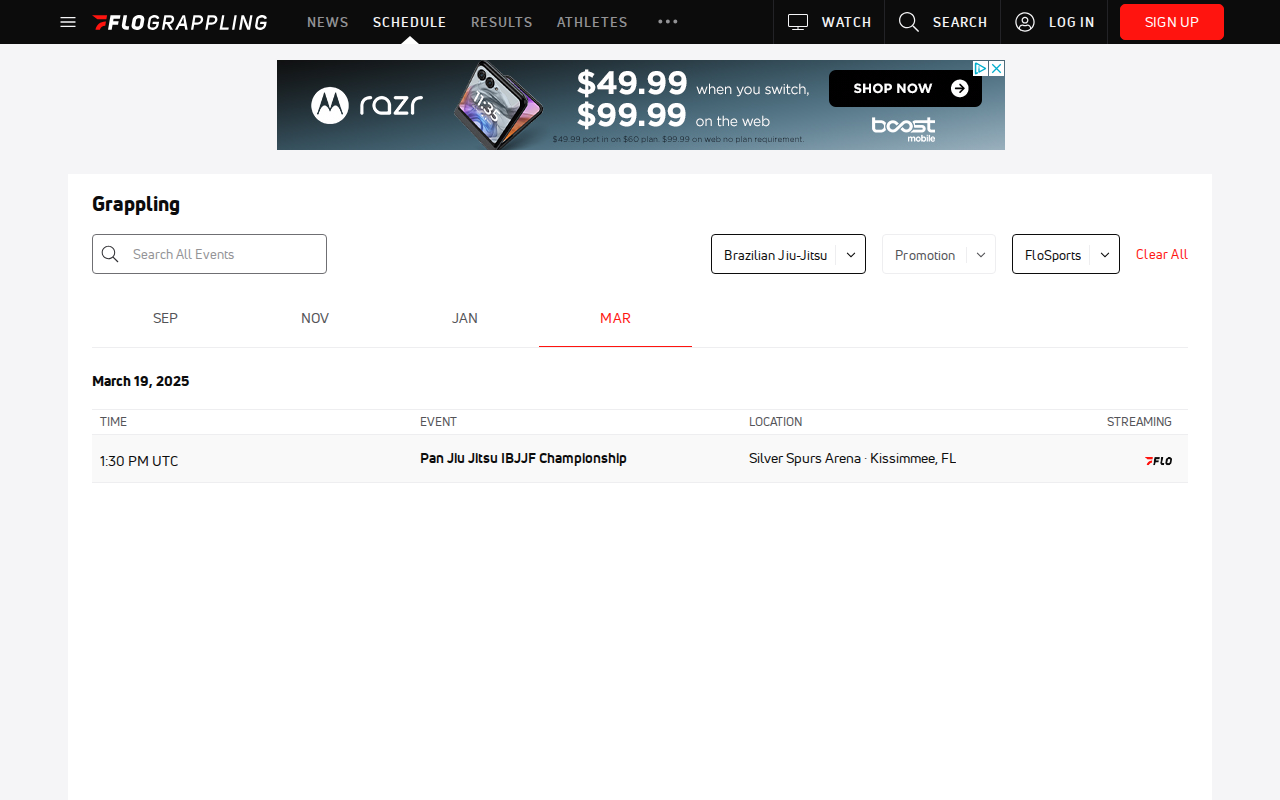 FLOGRAPPLING NEWS SCHEDULE RESULTS ATHLETES ••• WATCH SEARCH LOG IN SIGN UP
razr 11:35 $49.99 when you switch, SHOP NOW
$99.99 on the web boost mobile
$49.99 port in on $60 plan. $99.99 on web no plan requirement.
Grappling
Search All Events Brazilian Jiu-Jitsu Promotion FloSports Clear All
SEP NOV JAN MAR
March 19, 2025
TIME EVENT LOCATION STREAMING
1:30 PM UTC Pan Jiu Jitsu IBJJF Championship Silver Spurs Arena · Kissimmee, FL FLO